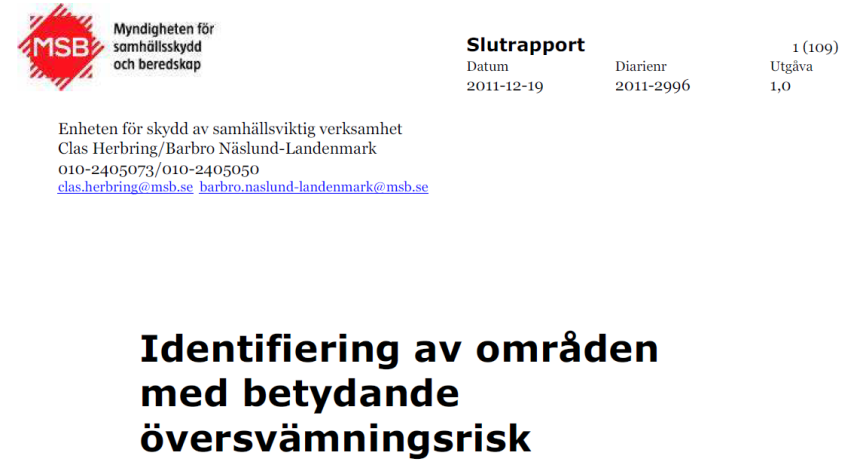 MSB
Myndigheten för
samhällsskydd
och beredskap
Slutrapport 1 (109)
Datum Diarienr Utgåva
2011-12-19 2011-2996 1,0
Enheten för skydd av samhällsviktig verksamhet
Clas Herbring/Barbro Näslund-Landenmark
010-2405073/010-2405050
clas.herbring@msb.se barbro.naslund-landenmark@msb.se
Identifiering av områden
med betydande
översvämningsrisk